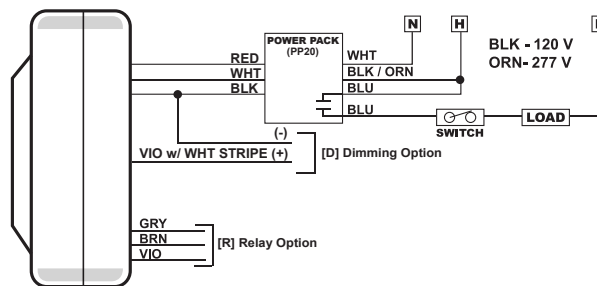 N
H
POWER PACK
(PP20)
BLK - 120 V
ORN- 277 V
RED
WHT
BLK
WHT
BLK / ORN
BLU
BLU
SWITCH
LOAD
(-)
VIO w/ WHT STRIPE (+)
[D] Dimming Option
GRY
BRN
VIO
[R] Relay Option